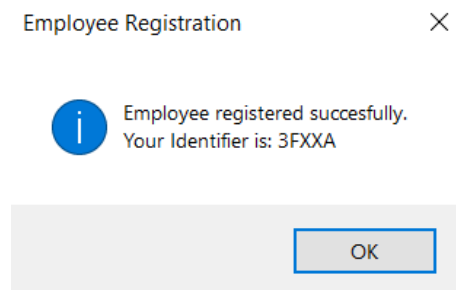 Employee Registration
Employee registered succesfully.
Your Identifier is: 3FXXA
OK